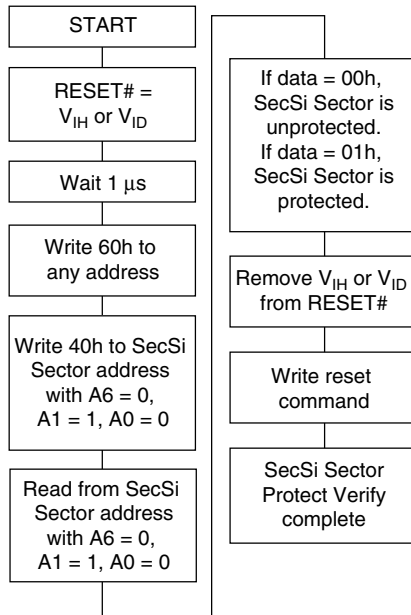 START
RESET# =
V_IH or V_ID
Wait 1 μs
Write 60h to
any address
Write 40h to SecSi
Sector address
with A6 = 0,
A1 = 1, A0 = 0
Read from SecSi
Sector address
with A6 = 0,
A1 = 1, A0 = 0
If data = 00h,
SecSi Sector is
unprotected.
If data = 01h,
SecSi Sector is
protected.
Remove V_IH or V_ID
from RESET#
Write reset
command
SecSi Sector
Protect Verify
complete